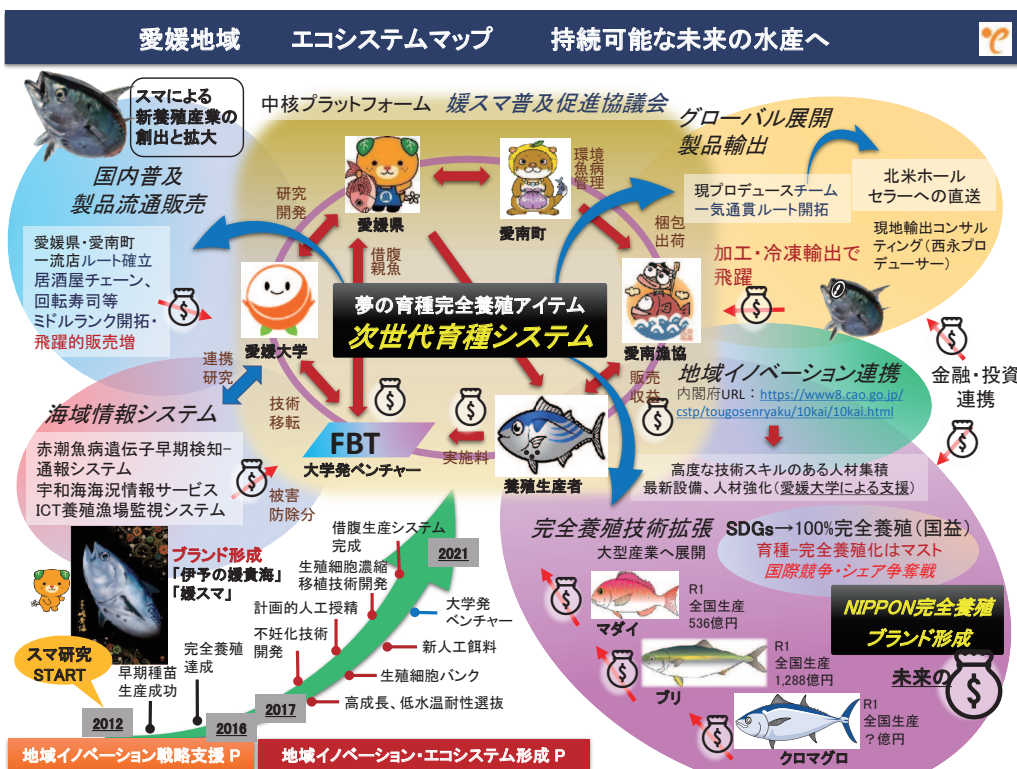 愛媛地域 エコシステムマップ 持続可能な未来の水産へ
スマによる
新養殖産業の
創出と拡大
中核プラットフォーム 媛スマ普及促進協議会
グローバル展開
製品輸出
国内普及
製品流通販売
愛媛県・愛南町
一流店ルート確立
居酒屋チェーン、
回転寿司等
ミドルランク開拓・
飛躍的販売増
研究
開発
愛媛県
借腹
親魚
愛南町
環境
魚病
管理
梱包
出荷
現プロデュースチーム
一気通貫ルート開拓
北米ホール
セラーへの直送
現地輸出コンサル
ティング(西永プロ
デューサー)
加工・冷凍輸出で
飛躍
夢の育種完全養殖アイテム
次世代育種システム
愛媛大学
愛南漁協
連携
研究
技術
移転
販売
収益
FBT
大学発ベンチャー
実施料
養殖生産者
地域イノベーション連携
内閣府URL:https://www8.cao.go.jp/
cstp/tougosenryaku/10kai/10kai.html
金融・投資
連携
高度な技術スキルのある人材集積
最新設備、人材強化(愛媛大学による支援)
海域情報システム
赤潮魚病遺伝子早期検知-
通報システム
宇和海海況情報サービス
ICT養殖漁場監視システム
被害
防除分
ブランド形成
「伊予の媛貴海」
「媛スマ」
完全養殖技術拡張
大型産業へ展開
SDGs→100%完全養殖(国益)
育種-完全養殖化はマスト
国際競争・シェア争奪戦
マダイ
R1
全国生産
536億円
ブリ
R1
全国生産
1,288億円
クロマグロ
R1
全国生産
?億円
NIPPON完全養殖
ブランド形成
未来の
スマ研究
START
2012
早期種苗
生産成功
完全養殖
達成
2016
2017
不妊化技術
開発
計画的人工授精
生殖細胞濃縮
移植技術開発
借腹生産システム
完成
2021
大学発
ベンチャー
新人工餌料
生殖細胞バンク
高成長、低水温耐性選抜
地域イノベーション戦略支援 P
地域イノベーション・エコシステム形成 P